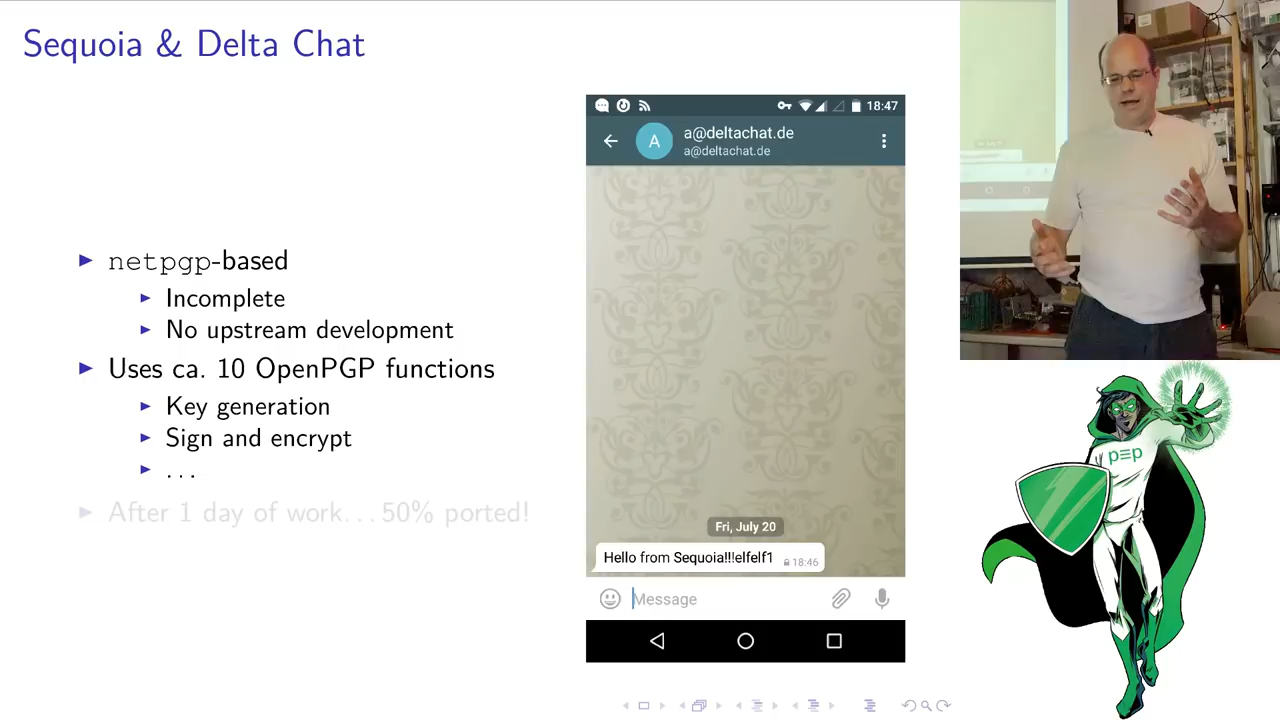 Sequoia & Delta Chat
netpgp-based
Incomplete
No upstream development
Uses ca. 10 OpenPGP functions
Key generation
Sign and encrypt
...
After 1 day of work...50% ported!
18:47
A
a@deltachat.de
a@deltachat.de
Fri, July 20
Hello from Sequoia!!!elfelf1 18:46
Message
p≡p